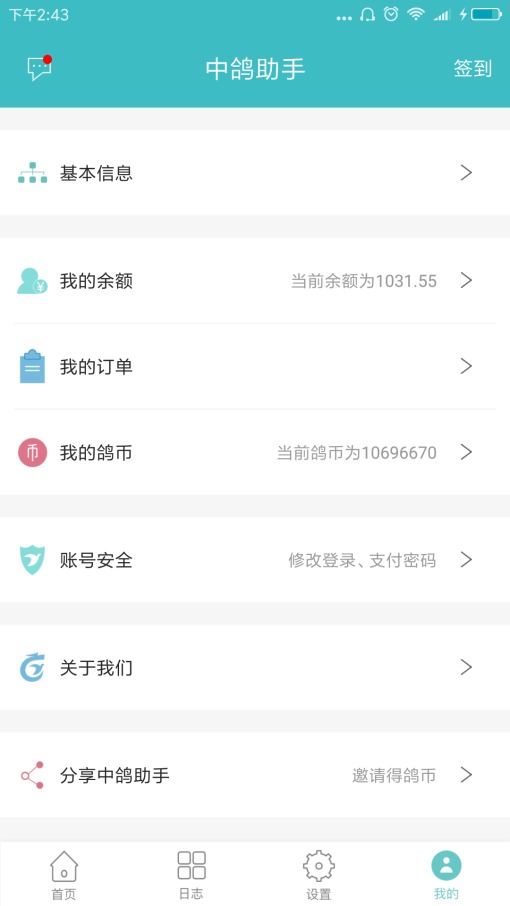 下午2:43
中鸽助手
签到
基本信息
我的余额
当前余额为1031.55
¥
我的订单
币
我的鸽币
当前鸽币为10696670
账号安全
修改登录、支付密码
关于我们
分享中鸽助手
邀请得鸽币
首页
日志
设置
我的